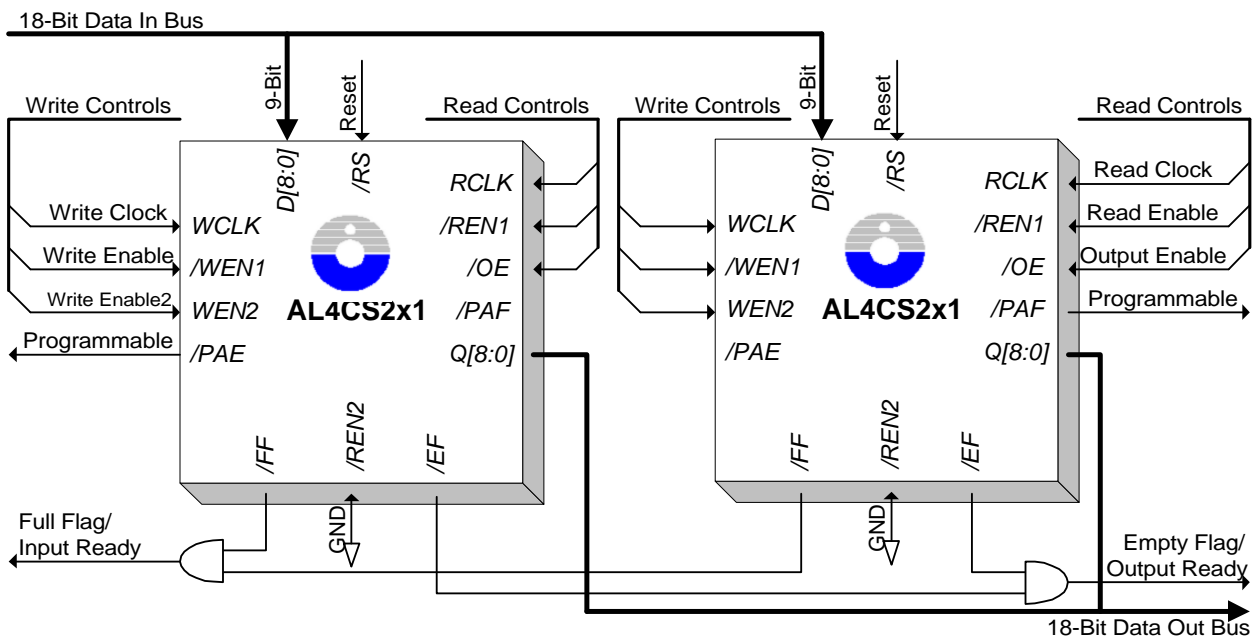 18-Bit Data In Bus
9-Bit
Reset
9-Bit
Reset
Write Controls
Read Controls
Write Controls
Read Controls
D[8:0]
/RS
D[8:0]
/RS
RCLK
RCLK
Read Clock
Write Clock
WCLK
/REN1
WCLK
/REN1
Read Enable
Write Enable
/WEN1
/OE
/WEN1
/OE
Output Enable
Write Enable2
WEN2
AL4CS2x1
/PAF
WEN2
AL4CS2x1
/PAF
Programmable
Programmable
/PAE
Q[8:0]
/PAE
Q[8:0]
/FF
/REN2
/EF
/FF
/REN2
/EF
Full Flag/
Input Ready
GND
GND
Empty Flag/
Output Ready
18-Bit Data Out Bus